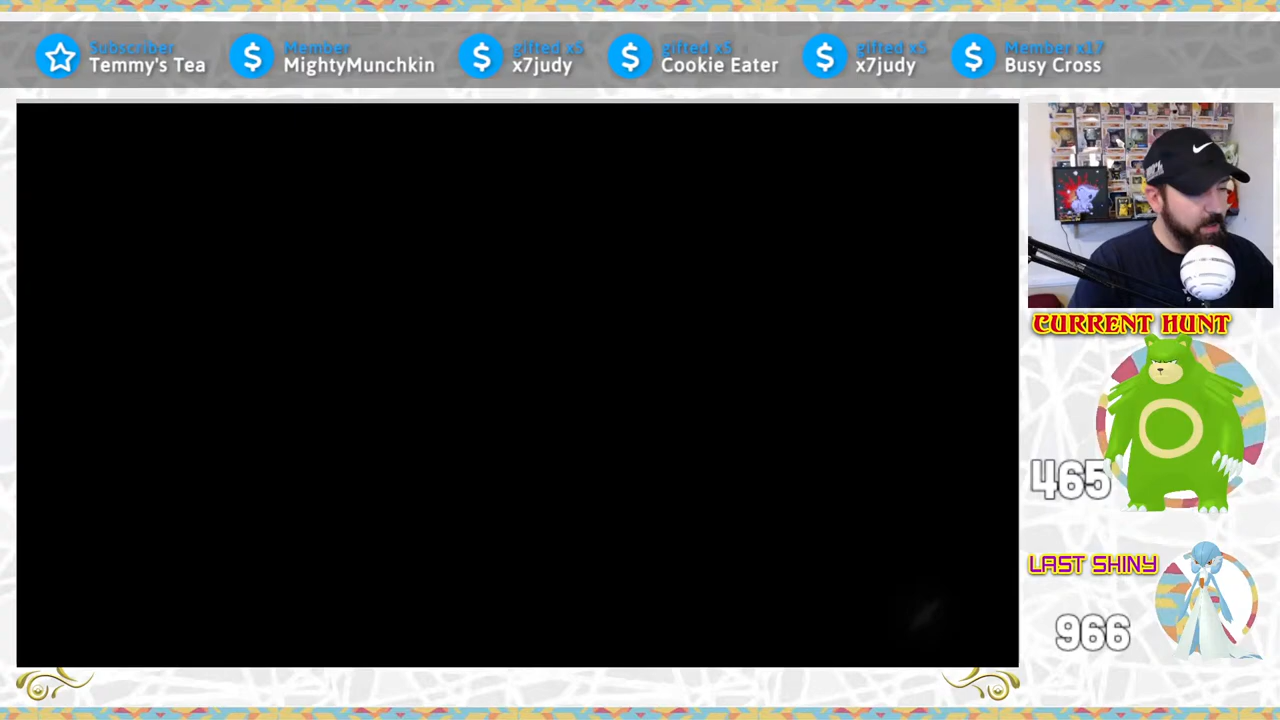 Subscriber
Temmy's Tea
Member
MightyMunchkin
gifted x5
x7judy
gifted x5
Cookie Eater
gifted x5
x7judy
Member x17
Busy Cross
CURRENT HUNT
465
LAST SHINY
966